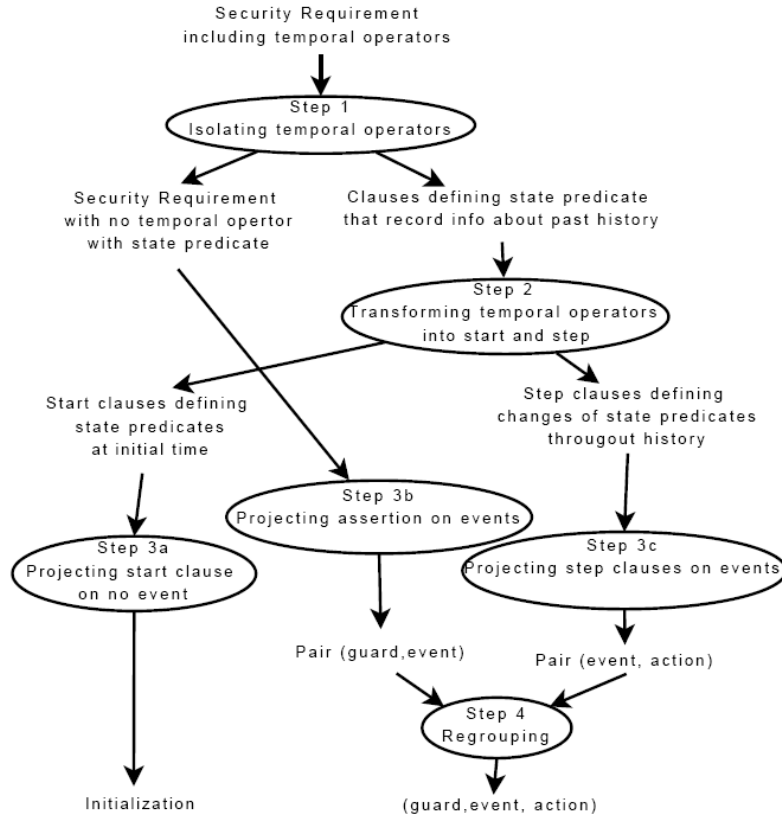 Security Requirement
including temporal operators
Step 1
Isolating temporal operators
Security Requirement
with no temporal opertor
with state predicate
Clauses defining state predicate
that record info about past history
Step 2
Transforming temporal operators
into start and step
Start clauses defining
state predicates
at initial time
Step clauses defining
changes of state predicates
througout history
Step 3b
Projecting assertion on events
Step 3a
Projecting start clause
on no event
Step 3c
Projecting step clauses on events
Pair (guard,event)
Pair (event, action)
Step 4
Regrouping
Initialization
(guard,event, action)